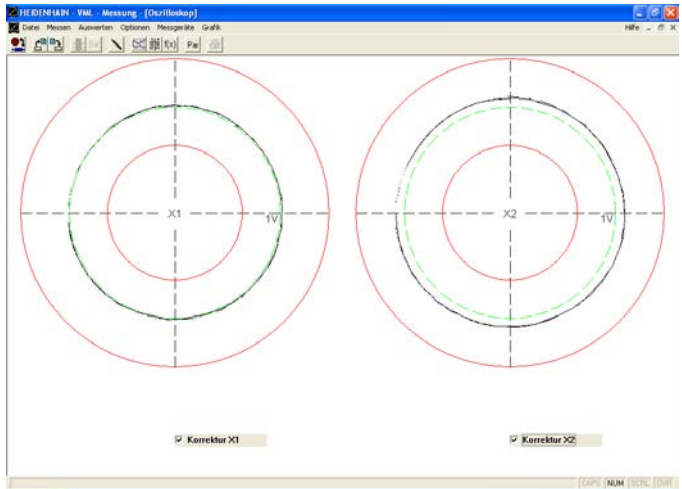 HEIDENHAIN - VML - Messung - [Oszilloskop]
Datei Messen Auswerten Optionen Messgeräte Grafik Hilfe
f(x) Par
X1 1V X2 1V
Korrektur X1 Korrektur X2
CAPS NUM SCRL OVR